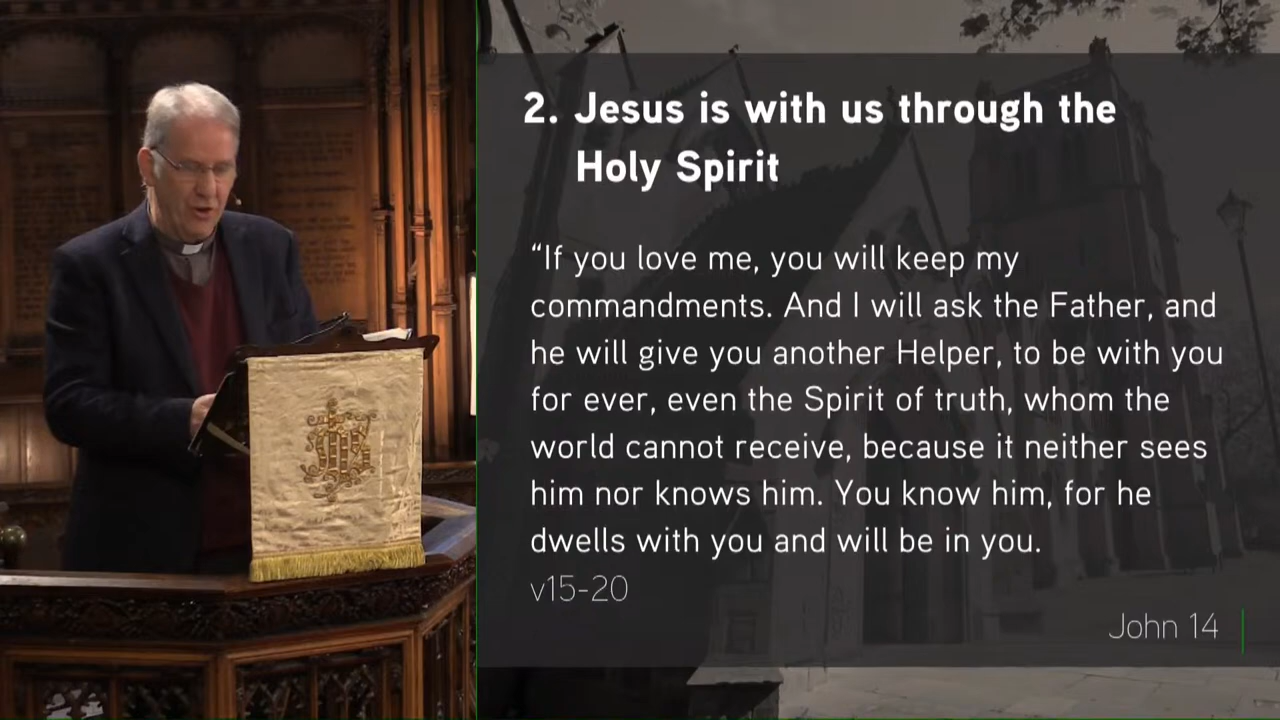 2. Jesus is with us through the
Holy Spirit
“If you love me, you will keep my
commandments. And I will ask the Father, and
he will give you another Helper, to be with you
for ever, even the Spirit of truth, whom the
world cannot receive, because it neither sees
him nor knows him. You know him, for he
dwells with you and will be in you.
v15-20
John 14